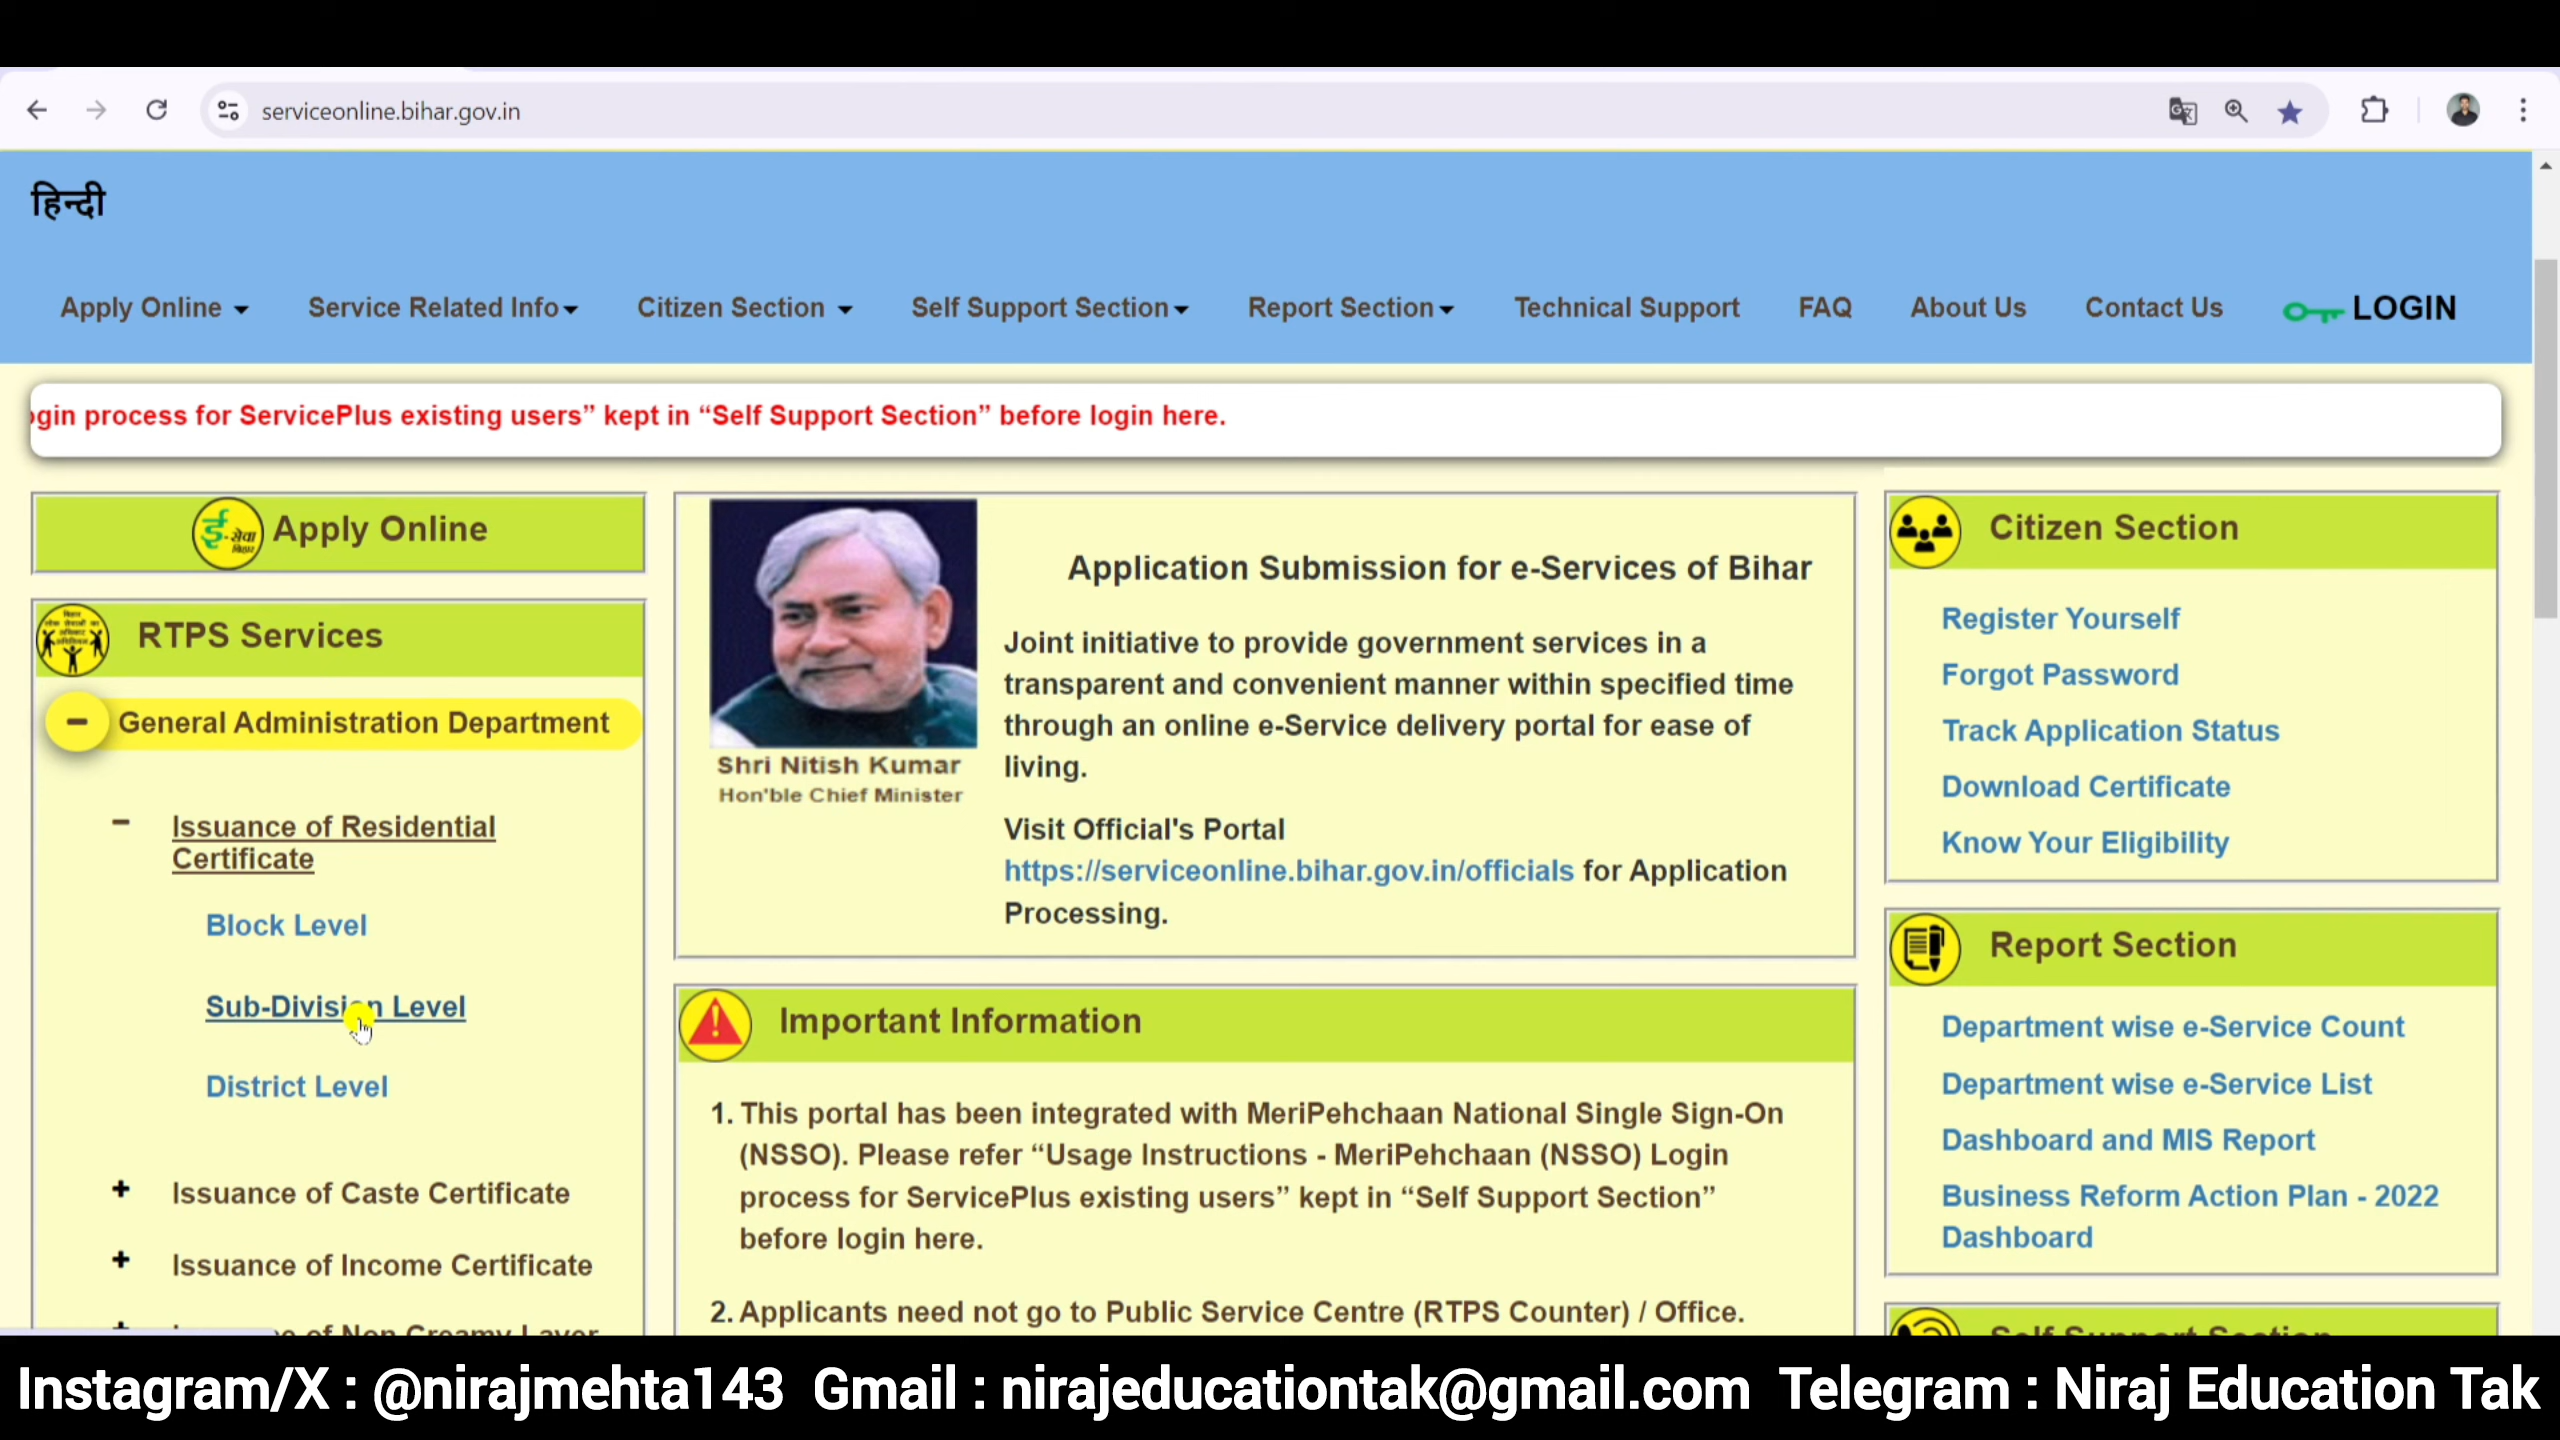 serviceonline.bihar.gov.in
हिन्दी
Apply Online
Service Related Info
Citizen Section
Self Support Section
Report Section
Technical Support
FAQ
About Us
Contact Us
LOGIN
ogin process for ServicePlus existing users” kept in “Self Support Section” before login here.
ई-सेवा बिहार
Apply Online
RTPS Services
General Administration Department
Issuance of Residential
Certificate
Block Level
Sub-Division Level
District Level
Issuance of Caste Certificate
Issuance of Income Certificate
Shri Nitish Kumar
Hon'ble Chief Minister
Application Submission for e-Services of Bihar
Joint initiative to provide government services in a
transparent and convenient manner within specified time
through an online e-Service delivery portal for ease of
living.
Visit Official's Portal
https://serviceonline.bihar.gov.in/officials for Application
Processing.
Important Information
1. This portal has been integrated with MeriPehchaan National Single Sign-On
(NSSO). Please refer “Usage Instructions - MeriPehchaan (NSSO) Login
process for ServicePlus existing users” kept in “Self Support Section”
before login here.
2. Applicants need not go to Public Service Centre (RTPS Counter) / Office.
Citizen Section
Register Yourself
Forgot Password
Track Application Status
Download Certificate
Know Your Eligibility
Report Section
Department wise e-Service Count
Department wise e-Service List
Dashboard and MIS Report
Business Reform Action Plan - 2022
Dashboard
Self Support Section
Instagram/X : @nirajmehta143 Gmail : nirajeducationtak@gmail.com Telegram : Niraj Education Tak